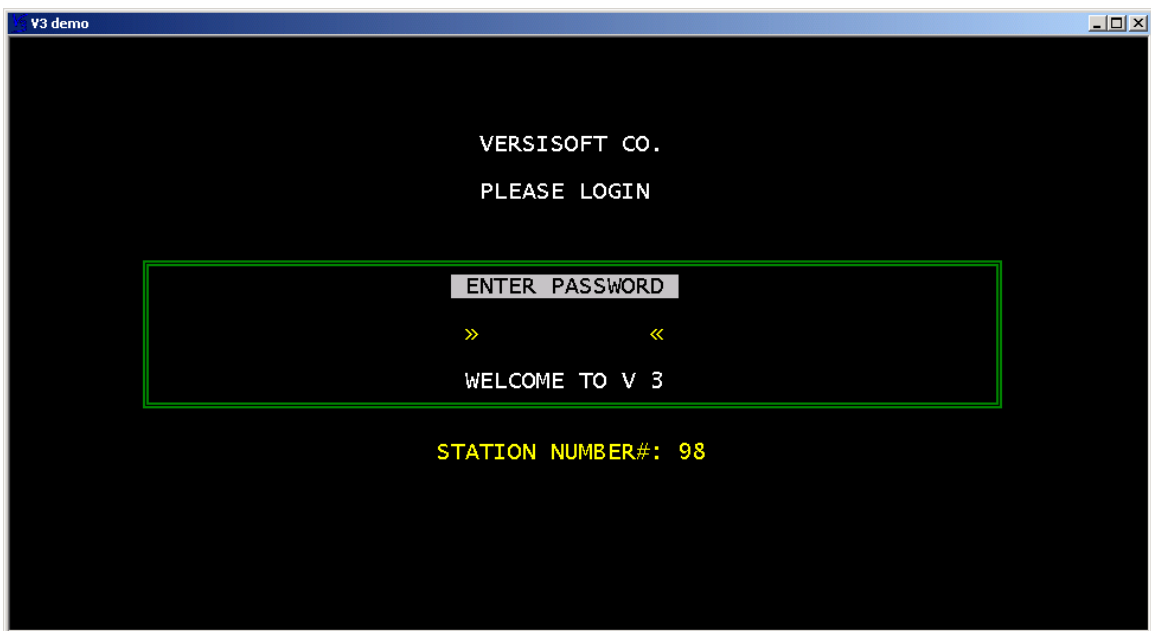 V3 demo
VERSISOFT CO.
PLEASE LOGIN
ENTER PASSWORD
» «
WELCOME TO V 3
STATION NUMBER#: 98